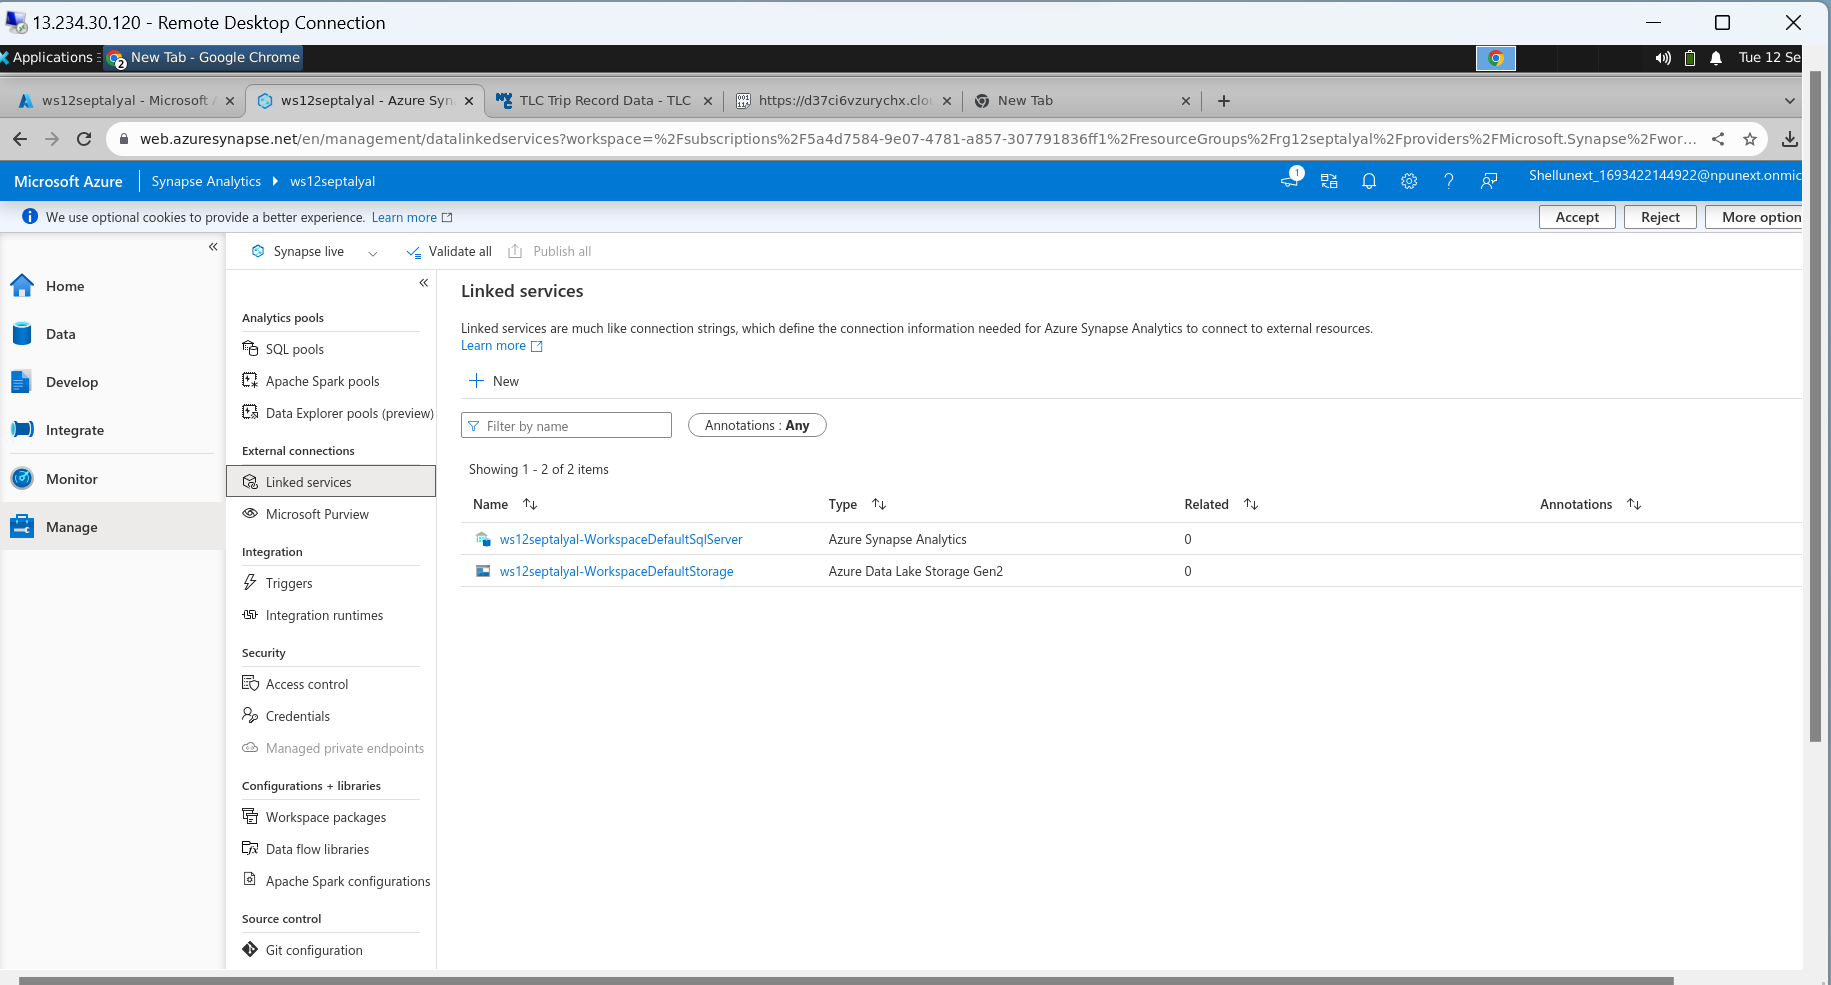 13.234.30.120 - Remote Desktop Connection
Applications
2
New Tab - Google Chrome
Tue 12 Se
ws12septalyal - Microsoft
ws12septalyal - Azure Syn
TLC Trip Record Data - TLC
https://d37ci6vzurychx.clo
New Tab
web.azuresynapse.net/en/management/datalinkedservices?workspace=%2Fsubscriptions%2F5a4d7584-9e07-4781-a857-307791836ff1%2FresourceGroups%2Frg12septalyal%2Fproviders%2FMicrosoft.Synapse%2Fwor...
Microsoft Azure
Synapse Analytics
ws12septalyal
1
Shellunext_1693422144922@npunext.onmic
We use optional cookies to provide a better experience. Learn more
Accept
Reject
More option
Home
Data
Develop
Integrate
Monitor
Manage
Synapse live
Validate all
Publish all
Analytics pools
SQL pools
Apache Spark pools
Data Explorer pools (preview)
External connections
Linked services
Microsoft Purview
Integration
Triggers
Integration runtimes
Security
Access control
Credentials
Managed private endpoints
Configurations + libraries
Workspace packages
Data flow libraries
Apache Spark configurations
Source control
Git configuration
Linked services
Linked services are much like connection strings, which define the connection information needed for Azure Synapse Analytics to connect to external resources.
Learn more
New
Filter by name
Annotations : Any
Showing 1 - 2 of 2 items
Name
Type
Related
Annotations
ws12septalyal-WorkspaceDefaultSqlServer
Azure Synapse Analytics
0
ws12septalyal-WorkspaceDefaultStorage
Azure Data Lake Storage Gen2
0